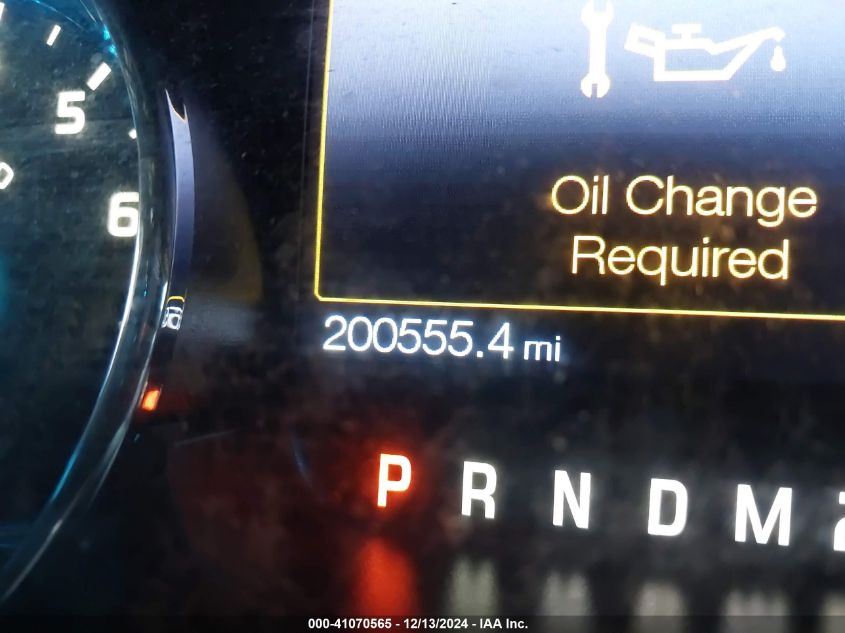 5
6
Oil Change
Required
200555.4 mi
P R N D M
000-41070565 - 12/13/2024 - IAA Inc.